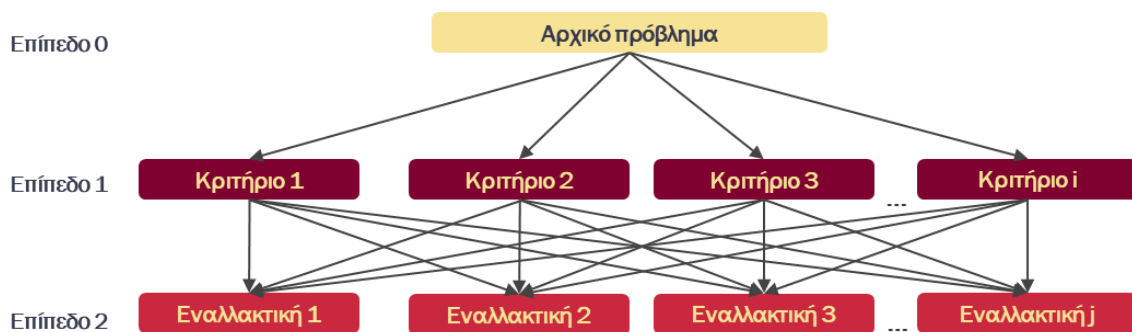 Επίπεδο 0
Αρχικό πρόβλημα
Επίπεδο 1
Κριτήριο 1
Κριτήριο 2
Κριτήριο 3
...
Κριτήριο i
Επίπεδο 2
Εναλλακτική 1
Εναλλακτική 2
Εναλλακτική 3
...
Εναλλακτική j